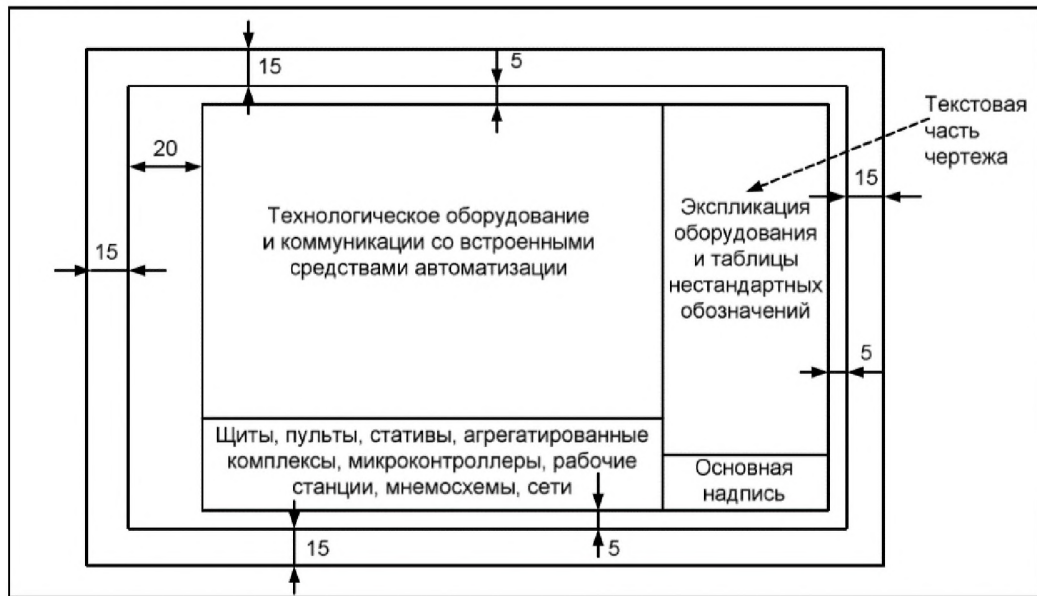 15
5
Текстовая
часть
чертежа
20
15
Технологическое оборудование
и коммуникации со встроенными
средствами автоматизации
Экспликация
оборудования
и таблицы
нестандартных
обозначений
15
5
Щиты, пульты, стативы, агрегатированные
комплексы, микроконтроллеры, рабочие
станции, мнемосхемы, сети
Основная
надпись
15
5